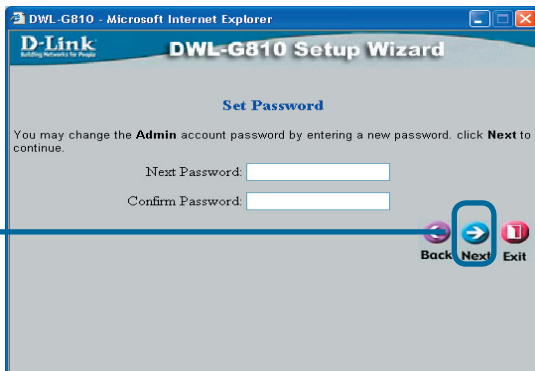 DWL-G810 - Microsoft Internet Explorer
D-Link
Building Networks for People
DWL-G810 Setup Wizard
Set Password
You may change the Admin account password by entering a new password. click Next to
continue.
Next Password:
Confirm Password:
Back Next Exit